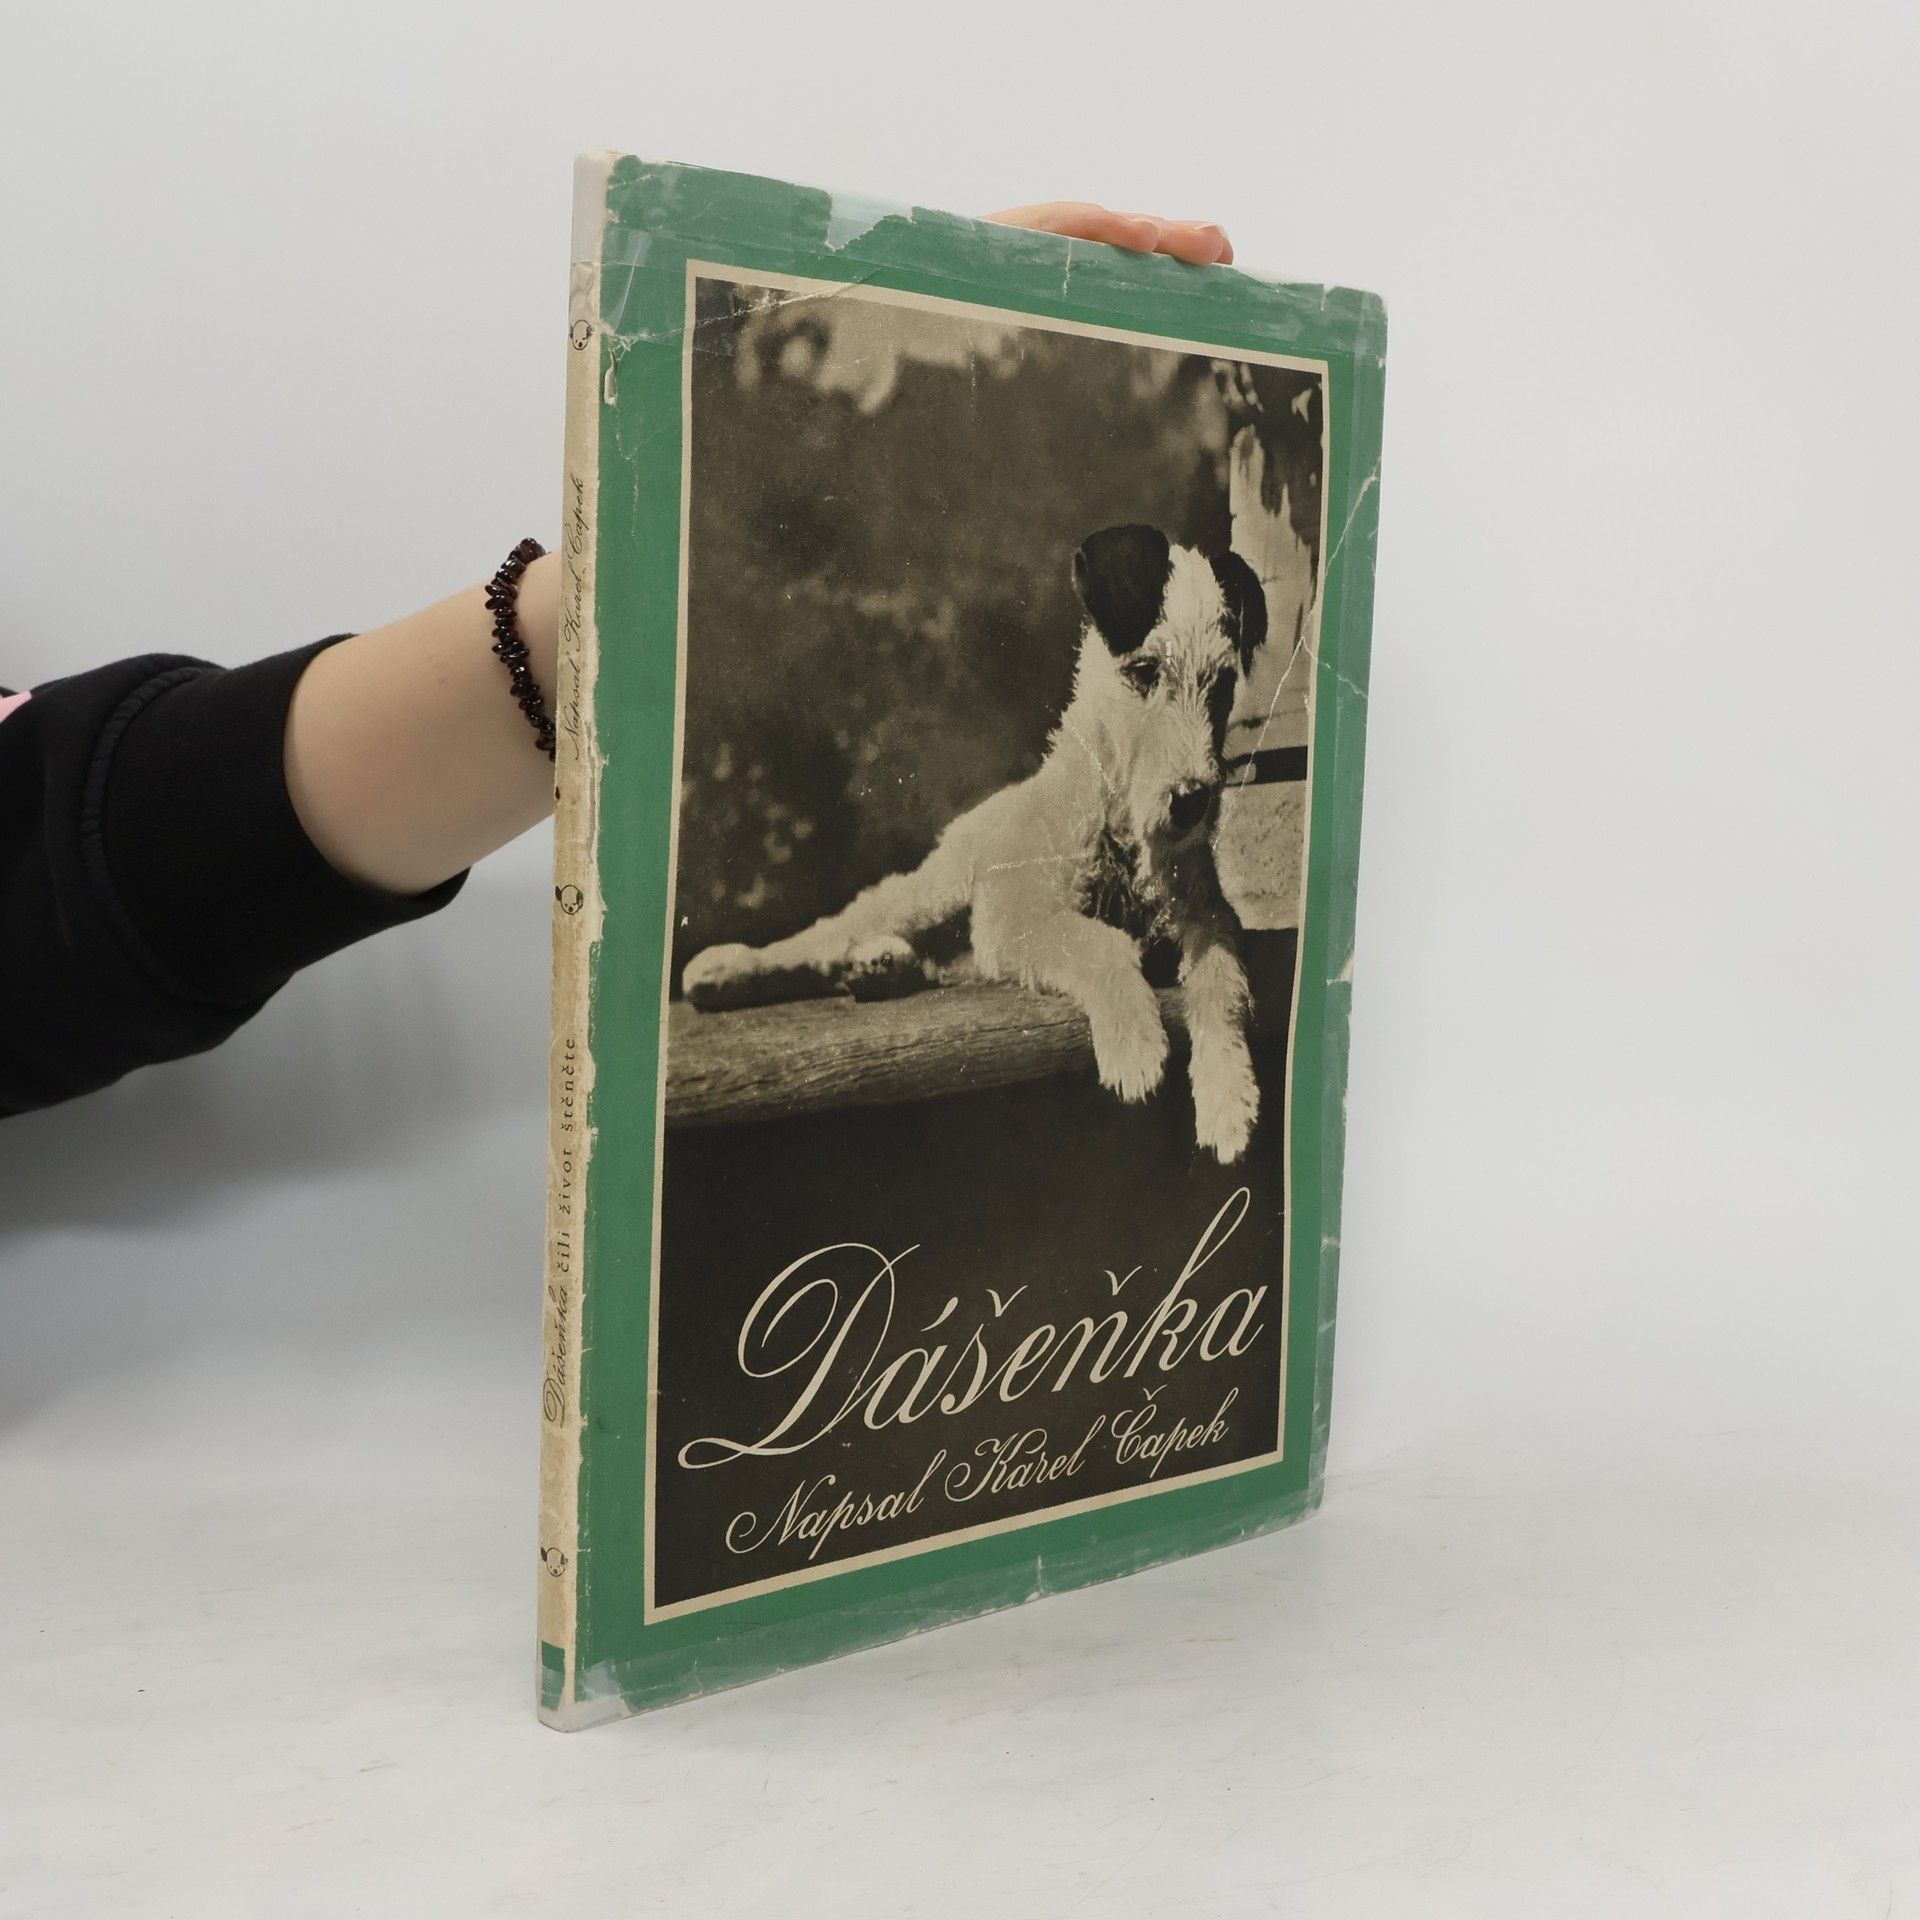 Dášeňka
Napsal Karel Čapek
Dášeňka čili život štěněte
Napsal Karel Čapek